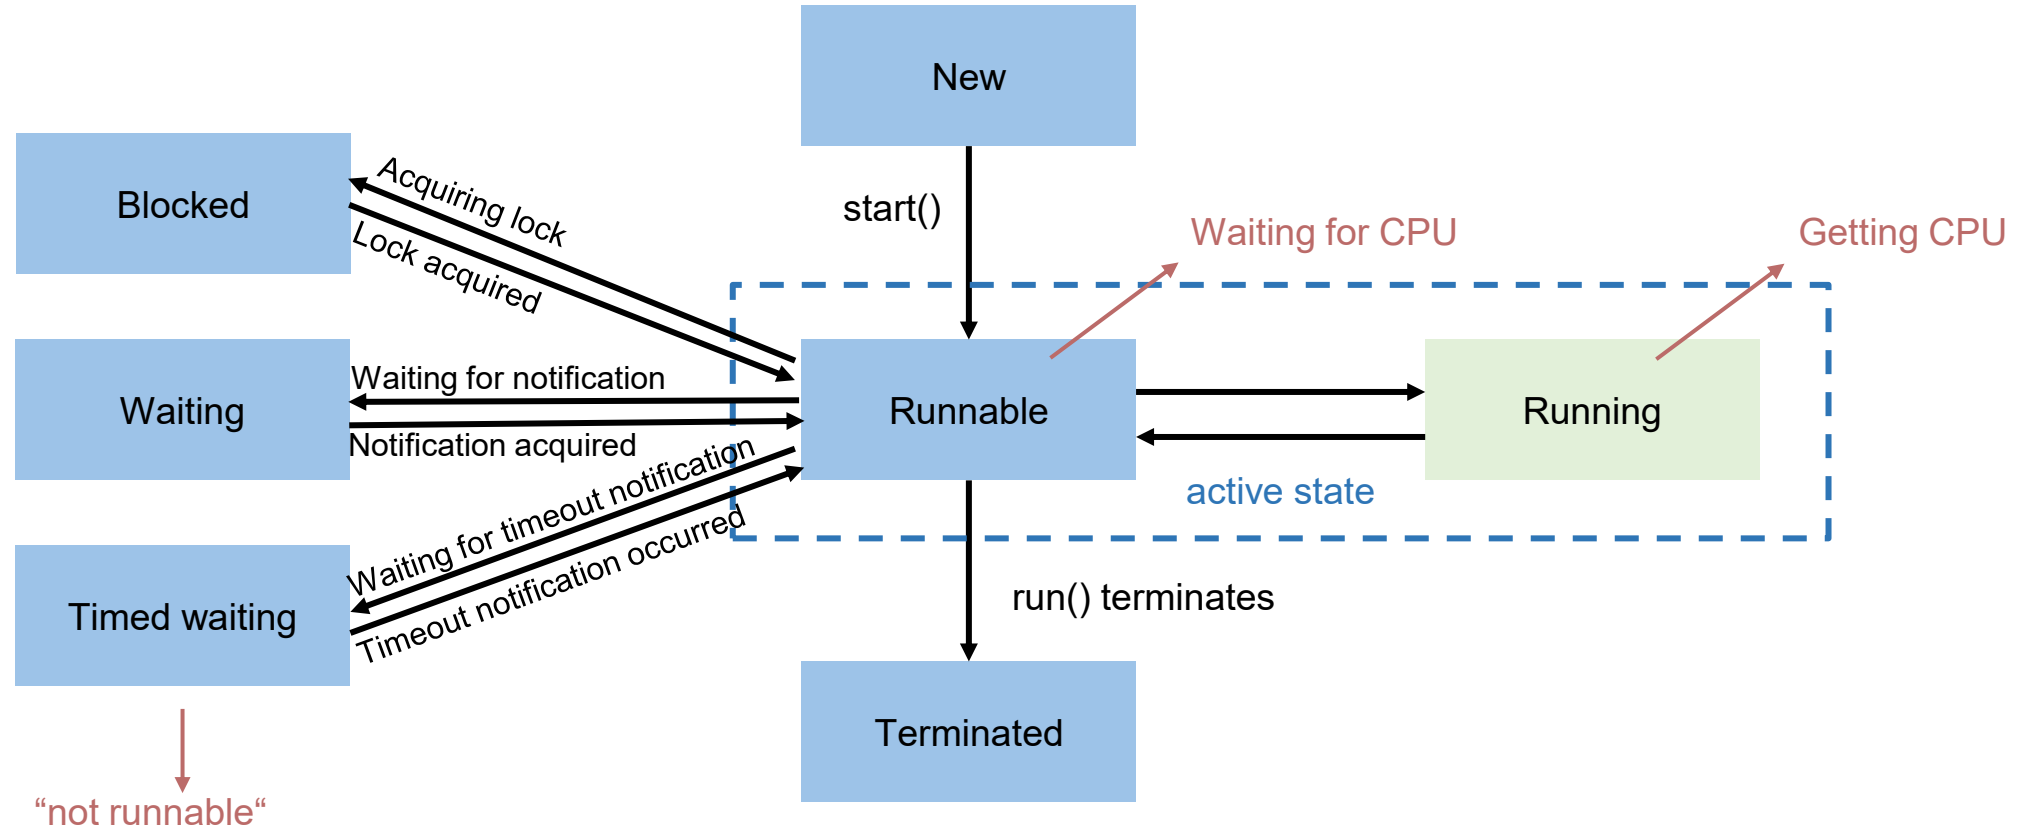 New
Blocked
Acquiring lock
Lock acquired
start()
Waiting for CPU
Getting CPU
Waiting
Waiting for notification
Notification acquired
Runnable
Running
active state
Timed waiting
Waiting for timeout notification
Timeout notification occurred
run() terminates
Terminated
“not runnable“